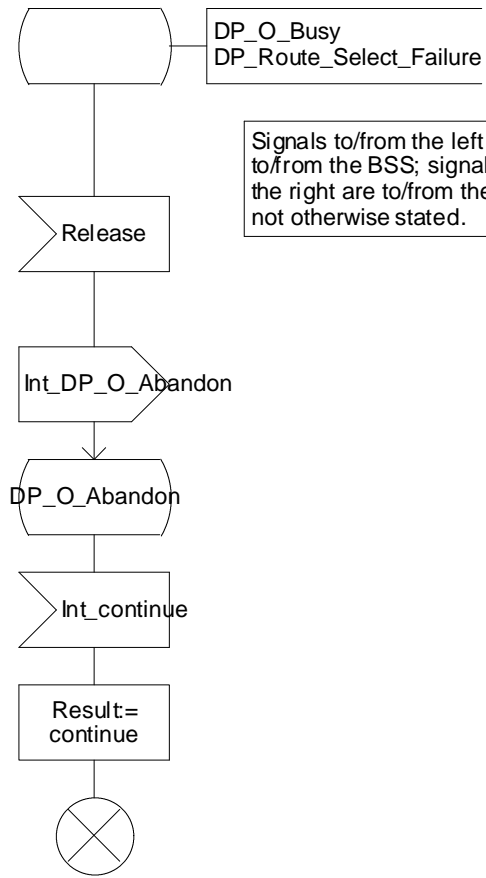 DP_O_Busy
DP_Route_Select_Failure
Signals to/from the left
to/from the BSS; signal
the right are to/from the
not otherwise stated.
Release
Int_DP_O_Abandon
DP_O_Abandon
Int_continue
Result:=
continue